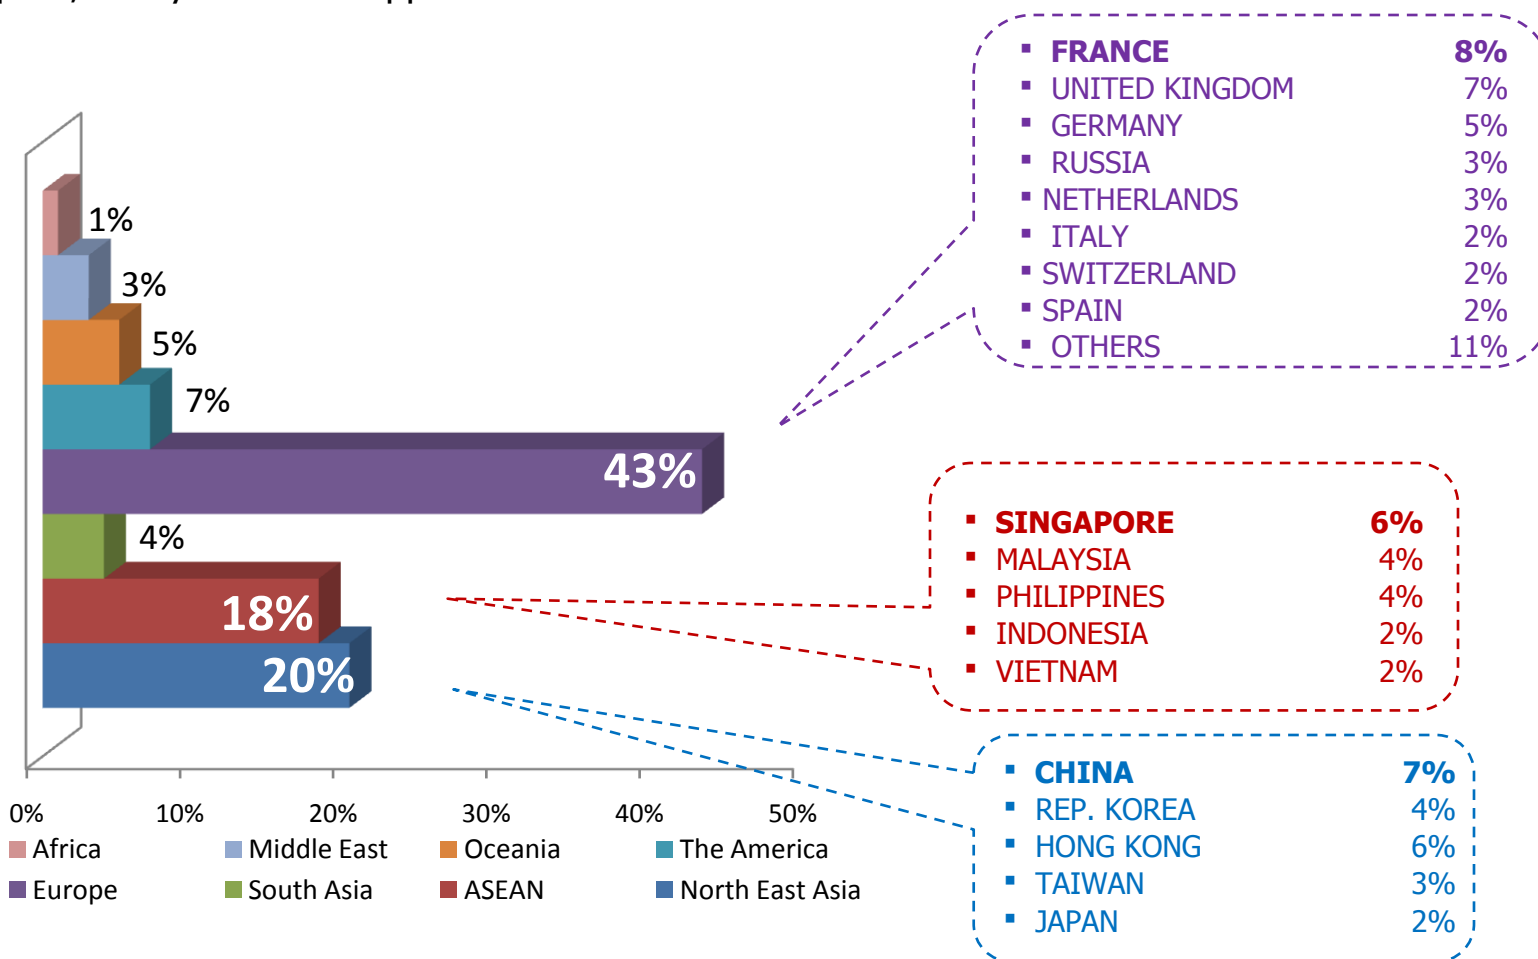 FRANCE 8%
UNITED KINGDOM 7%
GERMANY 5%
RUSSIA 3%
NETHERLANDS 3%
ITALY 2%
SWITZERLAND 2%
SPAIN 2%
OTHERS 11%
1%
3%
5%
7%
43%
4%
18%
20%
SINGAPORE 6%
MALAYSIA 4%
PHILIPPINES 4%
INDONESIA 2%
VIETNAM 2%
CHINA 7%
REP. KOREA 4%
HONG KONG 6%
TAIWAN 3%
JAPAN 2%
0% 10% 20% 30% 40% 50%
Africa Middle East Oceania The America
Europe South Asia ASEAN North East Asia